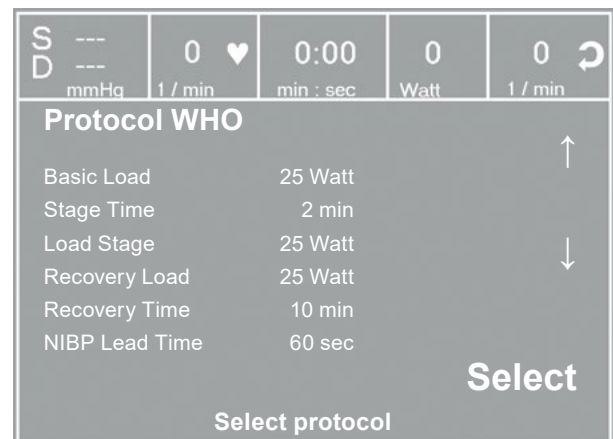 S ---
D ---
mmHg
0 ♥
1 / min
0:00
min : sec
0
Watt
0
1 / min
Protocol WHO
↑
Basic Load 25 Watt
Stage Time 2 min
Load Stage 25 Watt
↓
Recovery Load 25 Watt
Recovery Time 10 min
NIBP Lead Time 60 sec
Select
Select protocol